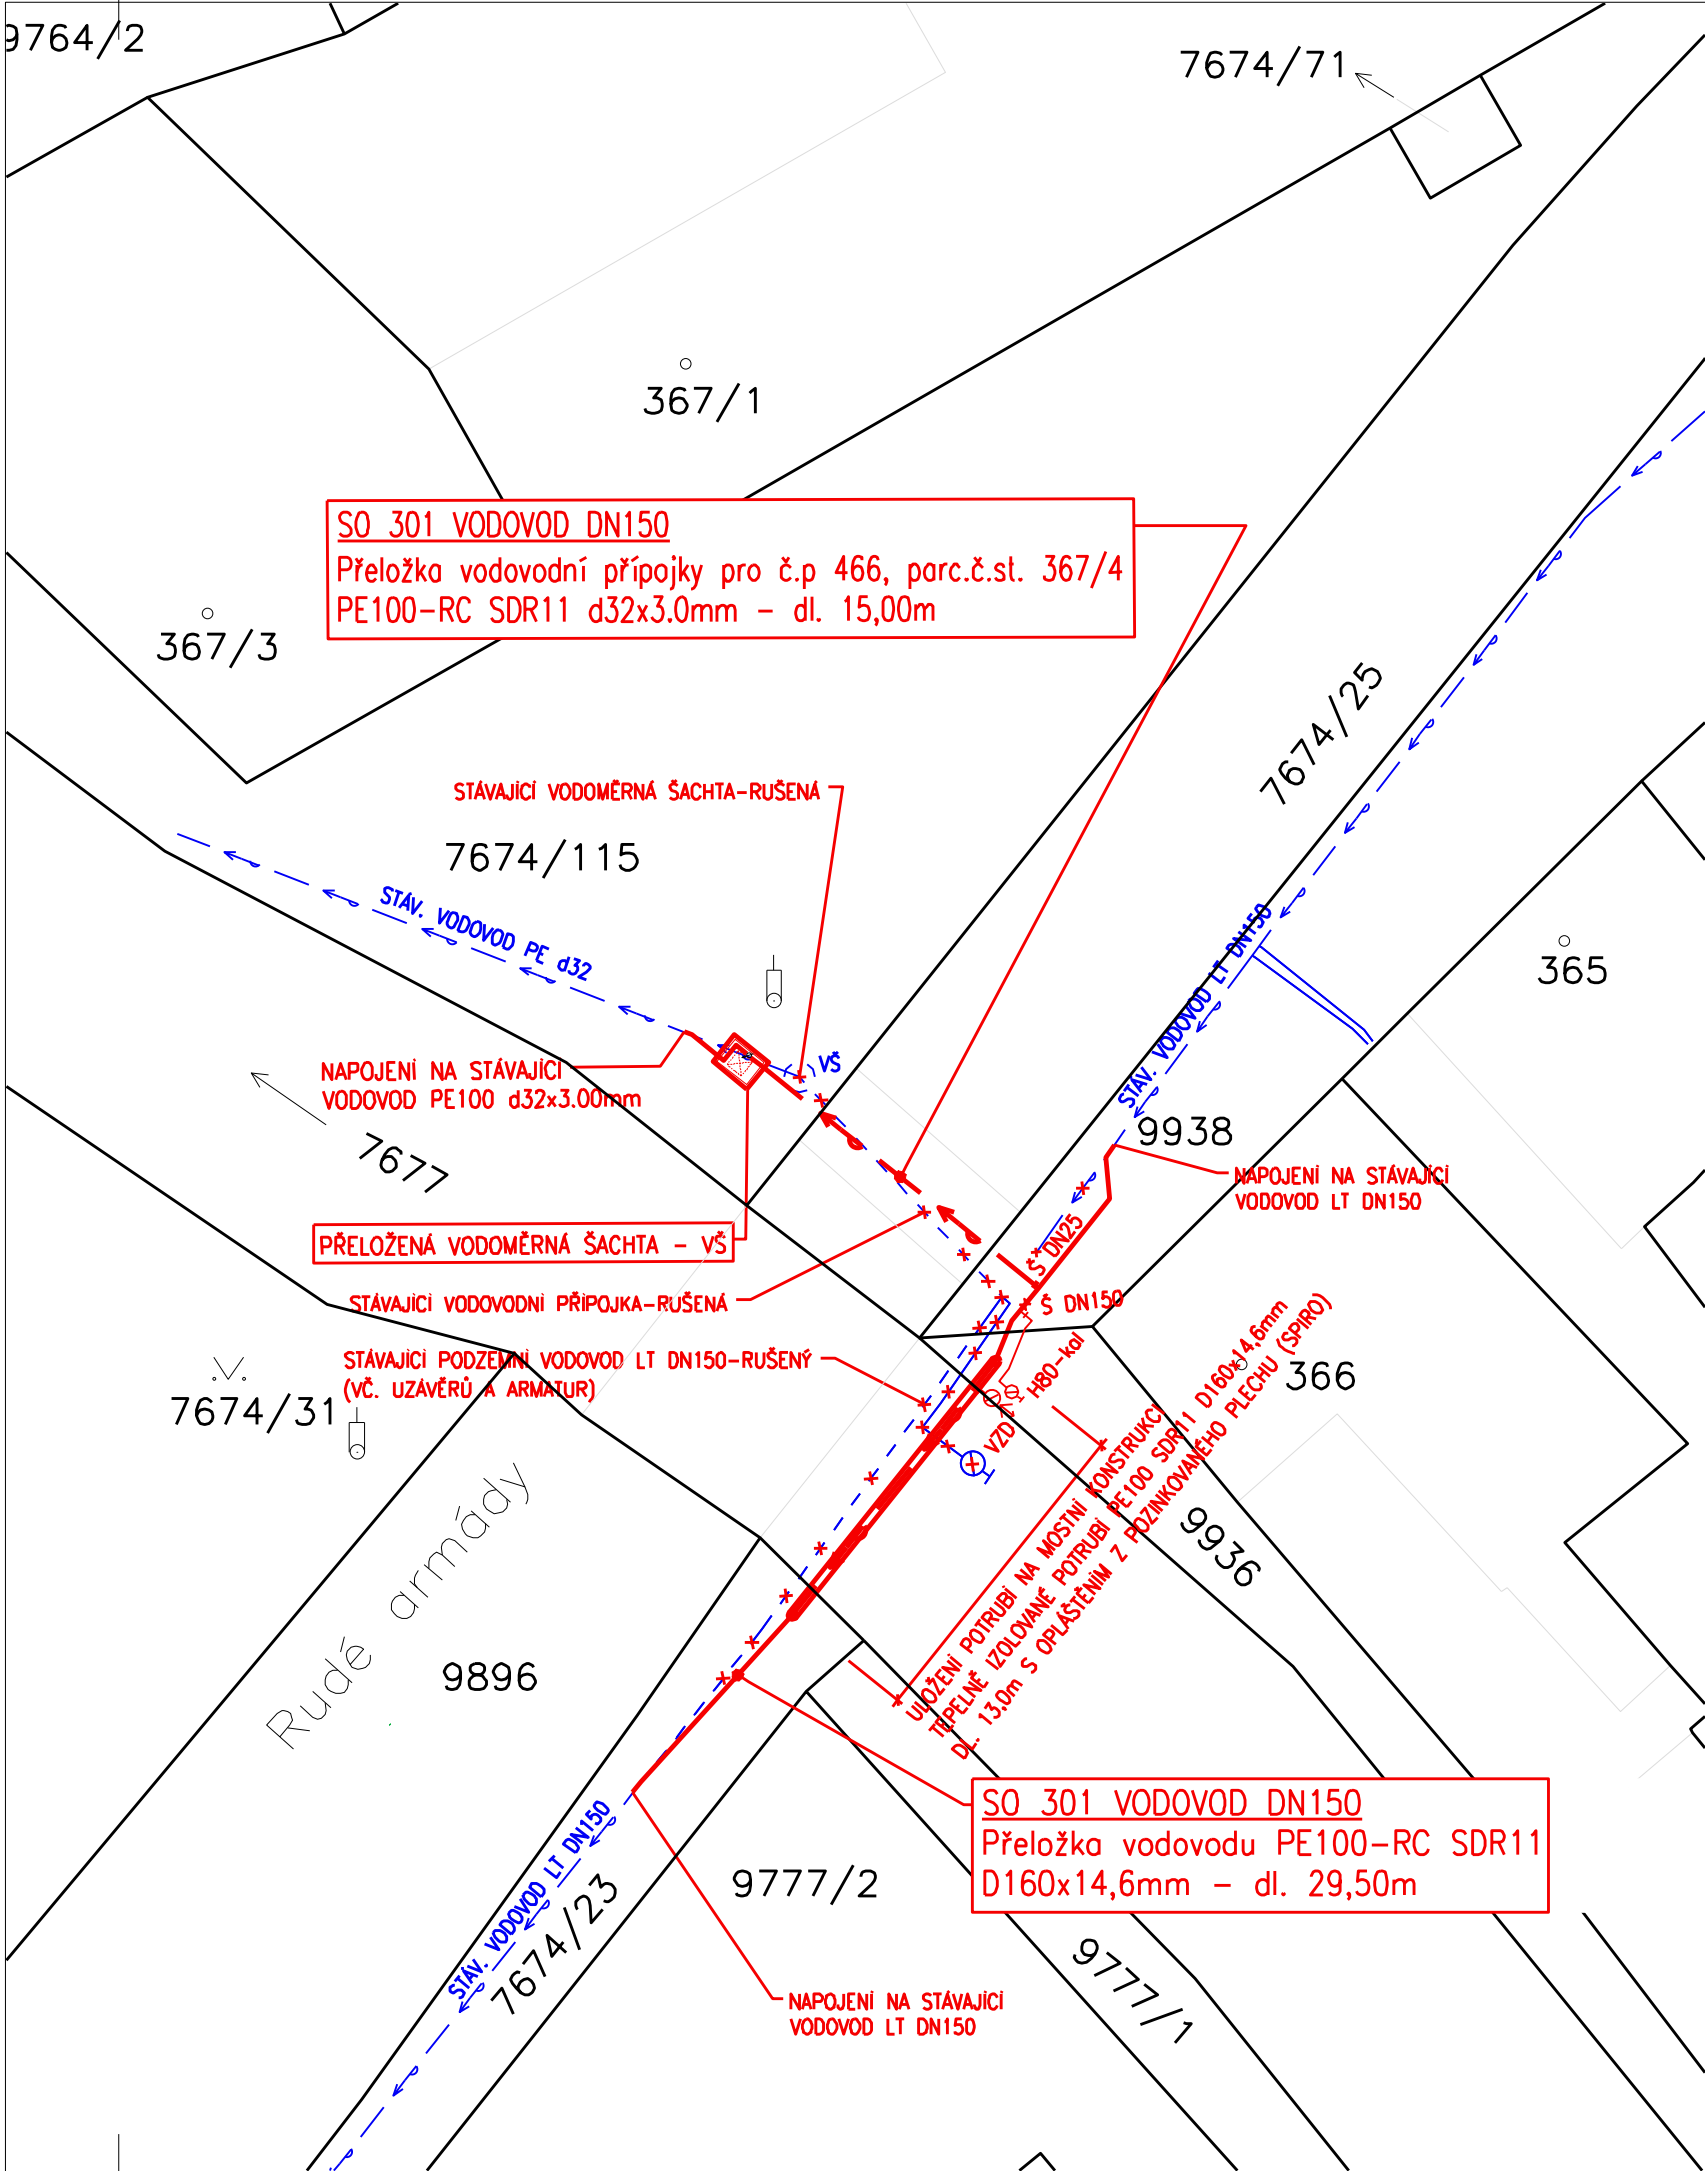 9764/2
7674/71
367/1
SO 301 VODOVOD DN150
Přeložka vodovodní přípojky pro č.p 466, parc.č.st. 367/4
PE100-RC SDR11 d32x3.0mm - dl. 15,00m
367/3
7674/25
STÁVAJÍCÍ VODOMĚRNÁ ŠACHTA-RUŠENÁ
7674/115
STÁV. VODOVOD PE d32
STÁV. VODOVOD LT DN150
365
VŠ
NAPOJENÍ NA STÁVAJÍCÍ
VODOVOD PE100 d32x3.00mm
7677
9938
NAPOJENÍ NA STÁVAJÍCÍ
VODOVOD LT DN150
PŘELOŽENÁ VODOMĚRNÁ ŠACHTA - VŠ
Š DN25
STÁVAJÍCÍ VODOVODNÍ PŘÍPOJKA-RUŠENÁ
Š DN150
STÁVAJÍCÍ PODZEMNÍ VODOVOD LT DN150-RUŠENÝ
(VČ. UZÁVĚRŮ A ARMATUR)
H80-kal
VZD
366
7674/31
ULOŽENÍ POTRUBÍ NA MOSTNÍ KONSTRUKCI
TEPELNĚ IZOLOVANÉ POTRUBÍ PE100 SDR11 D160x14,6mm
DL. 13,0m S OPLÁŠTĚNÍM Z POZINKOVANÉHO PLECHU (SPIRO)
9936
Rudé armády
9896
SO 301 VODOVOD DN150
Přeložka vodovodu PE100-RC SDR11
D160x14,6mm - dl. 29,50m
STÁV. VODOVOD LT DN150
7674/23
9777/2
9777/1
NAPOJENÍ NA STÁVAJÍCÍ
VODOVOD LT DN150